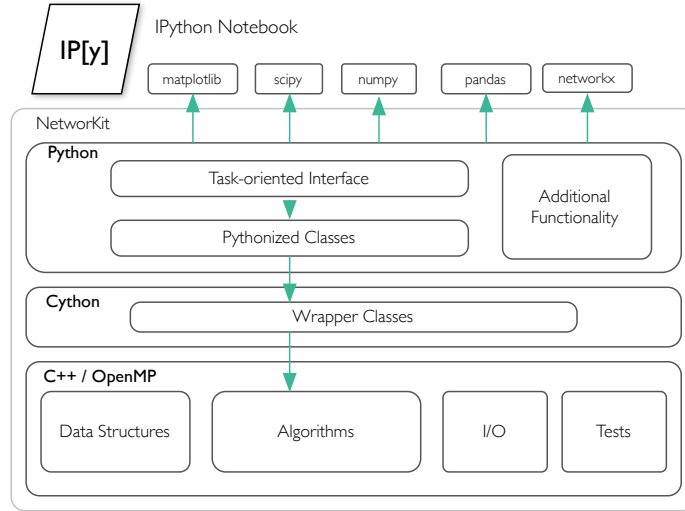 IP[y]
IPython Notebook
matplotlib
scipy
numpy
pandas
networkx
NetworKit
Python
Task-oriented Interface
Additional
Functionality
Pythonized Classes
Cython
Wrapper Classes
C++ / OpenMP
Data Structures
Algorithms
I/O
Tests